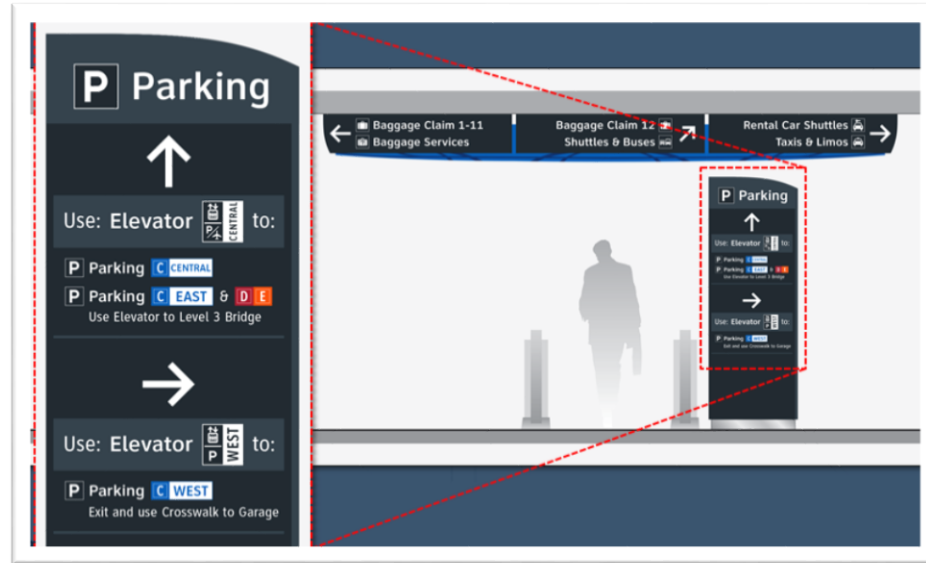 P Parking
Use: Elevator P CENTRAL to:
P Parking C CENTRAL
P Parking C EAST & D E
Use Elevator to Level 3 Bridge
Use: Elevator P WEST to:
P Parking C WEST
Exit and use Crosswalk to Garage
Baggage Claim 1-11
Baggage Services
Baggage Claim 12
Shuttles & Buses
Rental Car Shuttles
Taxis & Limos
P Parking
Use: Elevator P to:
P Parking C CENTRAL
P Parking C EAST & D E
Use Elevator to Level 3 Bridge
Use: Elevator P WEST to:
P Parking C WEST
Exit and use Crosswalk to Garage